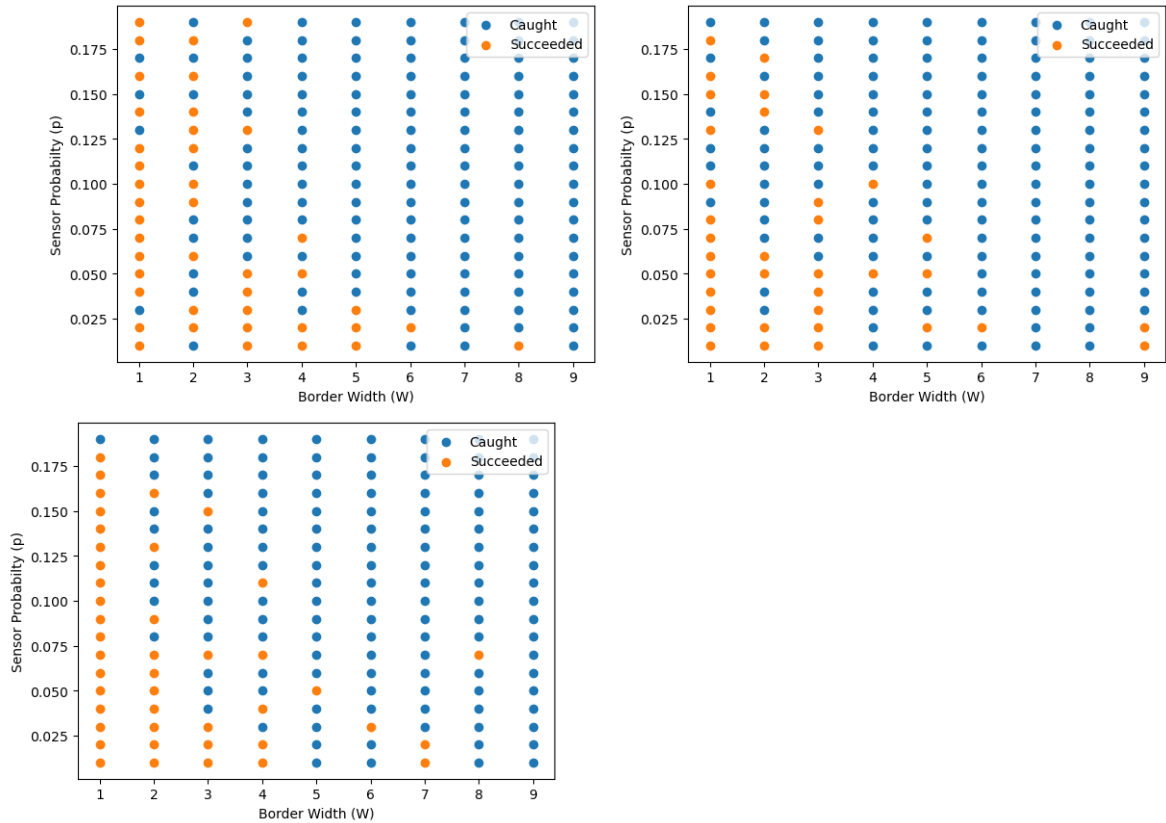 Caught
Succeeded
0.175
0.150
0.125
0.100
0.075
0.050
0.025
Sensor Probabilty (p)
1 2 3 4 5 6 7 8 9
Border Width (W)
Caught
Succeeded
0.175
0.150
0.125
0.100
0.075
0.050
0.025
Sensor Probabilty (p)
1 2 3 4 5 6 7 8 9
Border Width (W)
Caught
Succeeded
0.175
0.150
0.125
0.100
0.075
0.050
0.025
Sensor Probabilty (p)
1 2 3 4 5 6 7 8 9
Border Width (W)